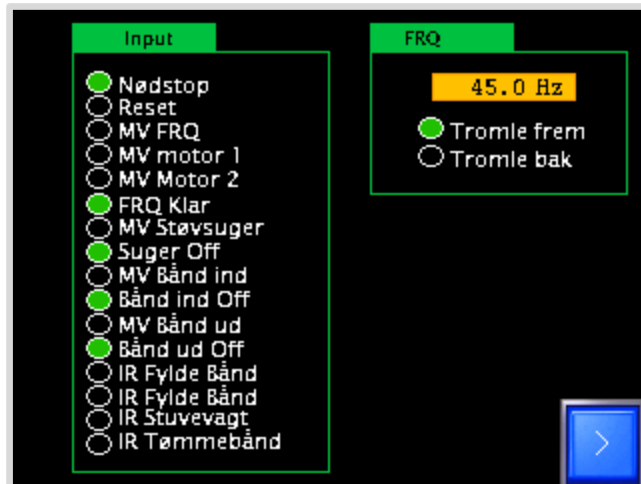 Input
Nødstop
Reset
MV FRQ
MV motor 1
MV Motor 2
FRQ Klar
MV Støvsuger
Suger Off
MV Bånd ind
Bånd ind Off
MV Bånd ud
Bånd ud Off
IR Fylde Bånd
IR Fylde Bånd
IR Stuvevagt
IR Tømmebånd
FRQ
45.0 Hz
Tromle frem
Tromle bak
>